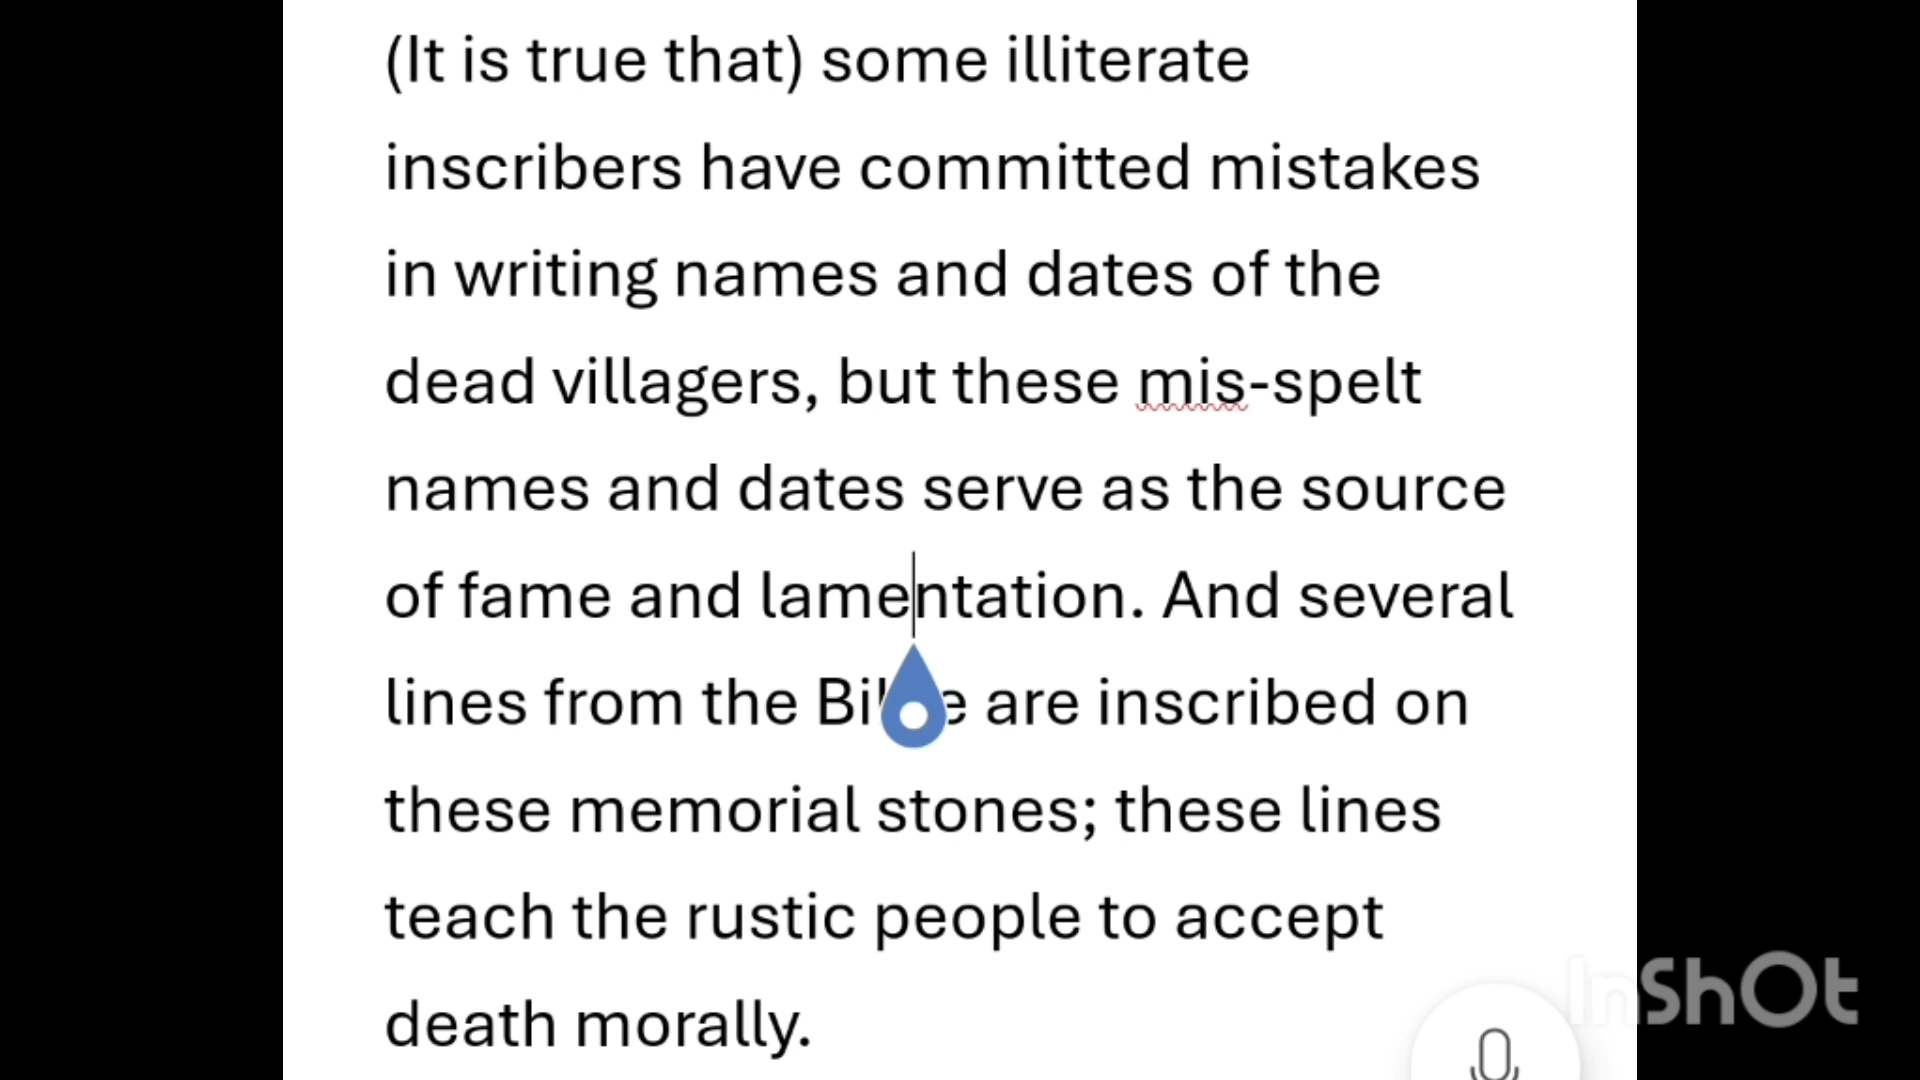 (It is true that) some illiterate
inscribers have committed mistakes
in writing names and dates of the
dead villagers, but these mis-spelt
names and dates serve as the source
of fame and lamentation. And several
lines from the Bible are inscribed on
these memorial stones; these lines
teach the rustic people to accept
death morally.
InShOt